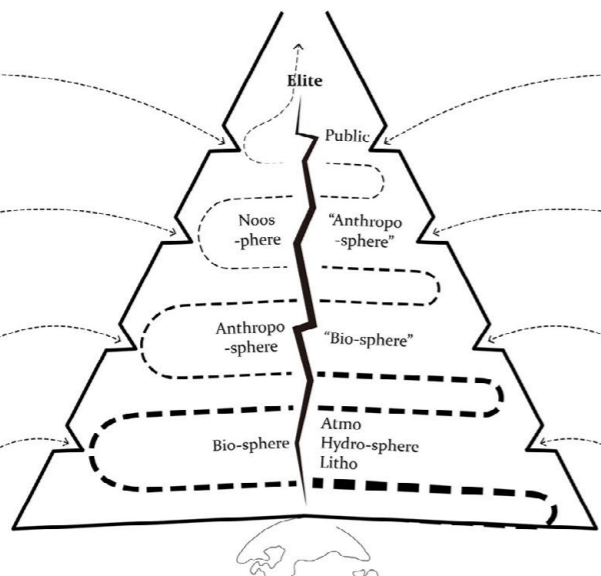 Elite
Public
Noos
-phere
“Anthropo
-sphere”
Anthropo
-sphere
“Bio-sphere”
Bio-sphere
Atmo
Hydro-sphere
Litho